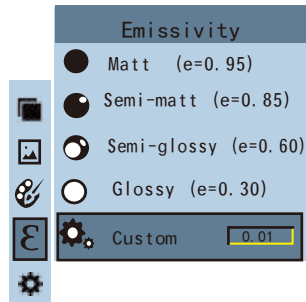 Emissivity
Matt (e=0.95)
Semi-matt (e=0.85)
Semi-glossy (e=0.60)
Glossy (e=0.30)
Ɛ Custom 0.01